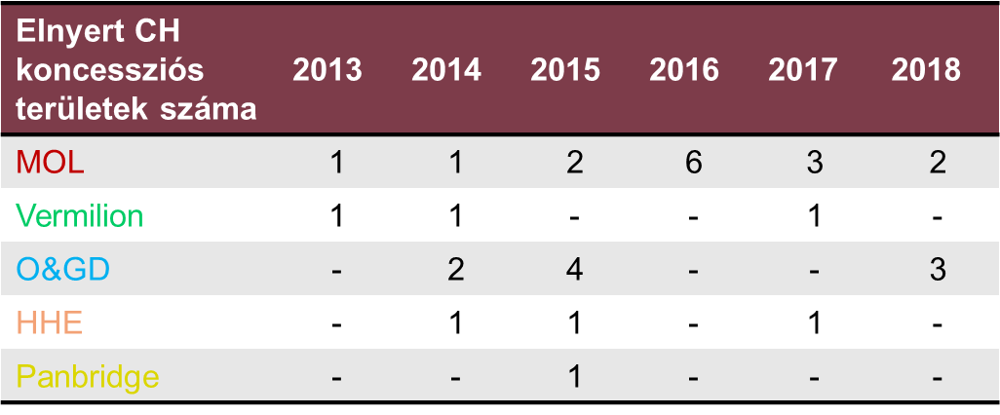 Elnyert CH
koncessziós
területek száma 2013 2014 2015 2016 2017 2018
MOL 1 1 2 6 3 2
Vermilion 1 1 - - 1 -
O&GD - 2 4 - - 3
HHE - 1 1 - 1 -
Panbridge - - 1 - - -